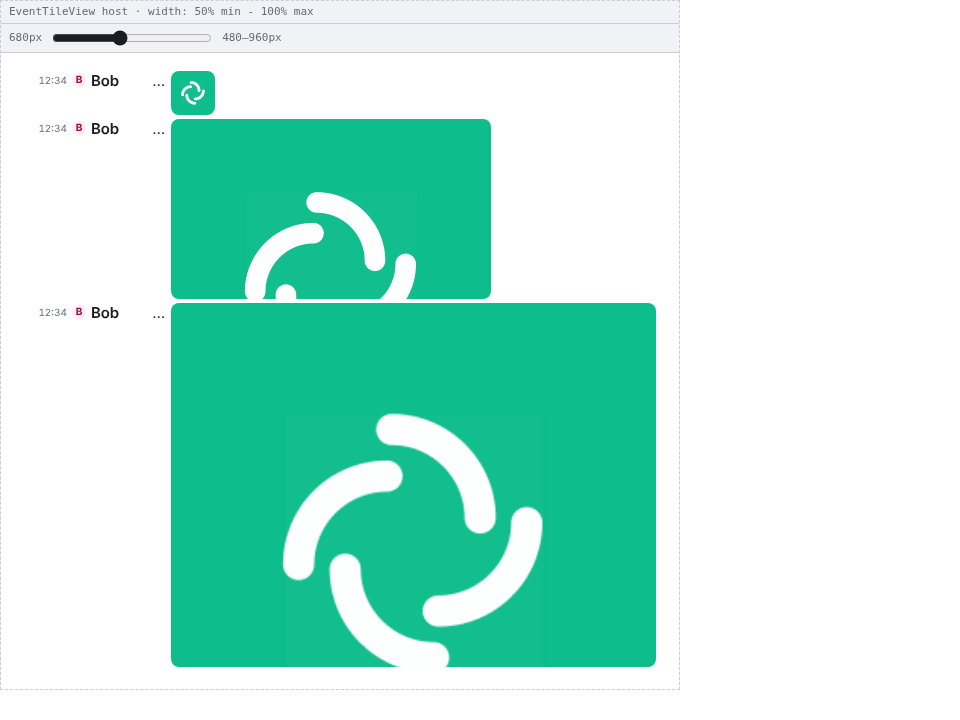 EventTileView host · width: 50% min - 100% max
680px 480–960px
12:34 B Bob ...
12:34 B Bob ...
12:34 B Bob ...